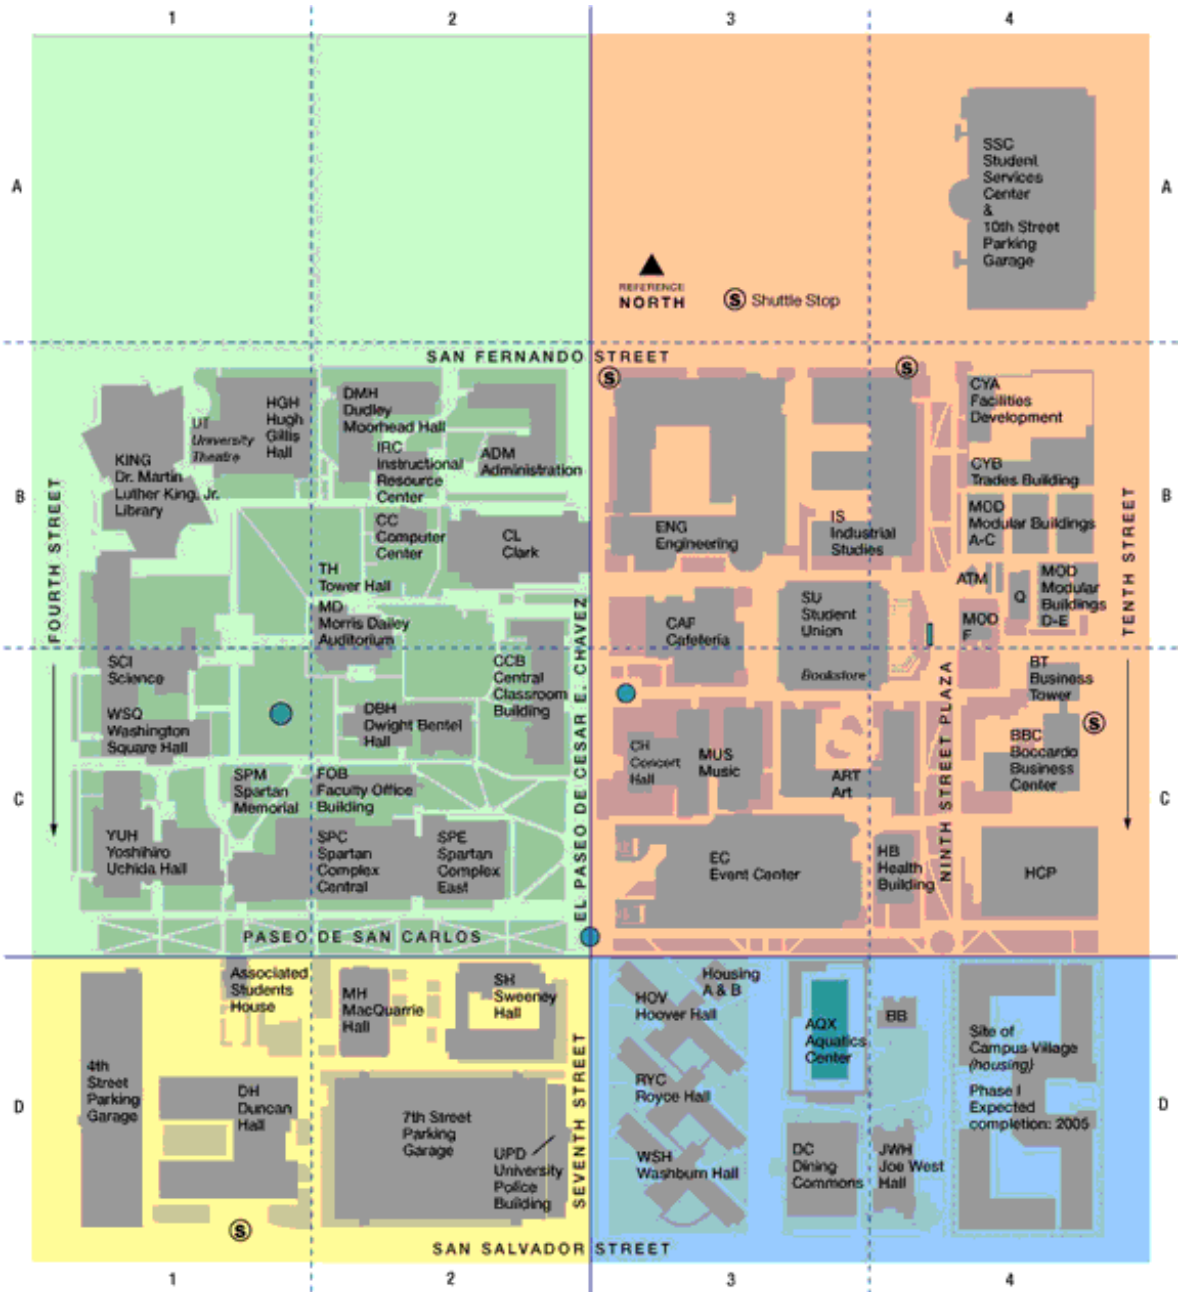 1 2 3 4
A A
SSC
Student
Services
Center
&
10th Street
Parking
Garage
REFERENCE
NORTH
S Shuttle Stop
SAN FERNANDO STREET
S
S
B B
FOURTH STREET
TENTH STREET
KING
Dr. Martin
Luther King, Jr.
Library
UT
University
Theatre
HGH
Hugh
Gillis
Hall
DMH
Dudley
Moorhead Hall
IRC
Instructional
Resource
Center
ADM
Administration
CC
Computer
Center
CL
Clark
TH
Tower Hall
MD
Morris Dailey
Auditorium
ENG
Engineering
IS
Industrial
Studies
CYA
Facilities
Development
CYB
Trades Building
MOD
Modular Buildings
A-C
ATM
Q
MOD
Modular
Buildings
D-E
MOD
F
CAF
Cafeteria
SU
Student
Union
Bookstore
EL PASEO DE CESAR E. CHAVEZ
NINTH STREET PLAZA
C C
SCI
Science
WSQ
Washington
Square Hall
CCB
Central
Classroom
Building
DBH
Dwight Bentel
Hall
SPM
Spartan
Memorial
FOB
Faculty Office
Building
YUH
Yoshihiro
Uchida Hall
SPC
Spartan
Complex
Central
SPE
Spartan
Complex
East
CH
Concert
Hall
MUS
Music
ART
Art
BT
Business
Tower
S
BBC
Boccardo
Business
Center
EC
Event Center
HB
Health
Building
HCP
PASEO DE SAN CARLOS
D D
Associated
Students
House
MH
MacQuarrie
Hall
SH
Sweeney
Hall
4th
Street
Parking
Garage
DH
Duncan
Hall
7th Street
Parking
Garage
UPD
University
Police
Building
SEVENTH STREET
HOV
Hoover Hall
Housing
A & B
RYC
Royce Hall
WSH
Washburn Hall
AQX
Aquatics
Center
BB
DC
Dining
Commons
JWH
Joe West
Hall
Site of
Campus Village
(housing)
Phase I
Expected
completion: 2005
S
SAN SALVADOR STREET
1 2 3 4